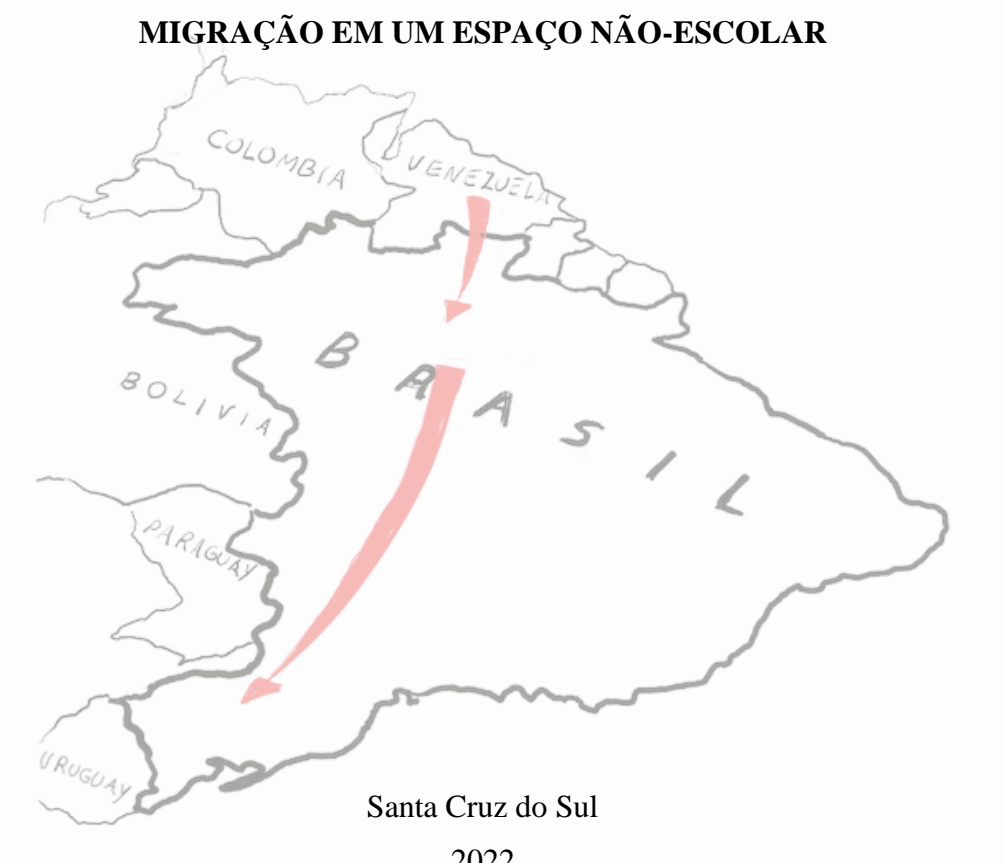 MIGRAÇÃO EM UM ESPAÇO NÃO-ESCOLAR
COLOMBIA
VENEZUELA
BRASIL
BOLIVIA
PARAGUAY
URUGUAY
Santa Cruz do Sul
2022